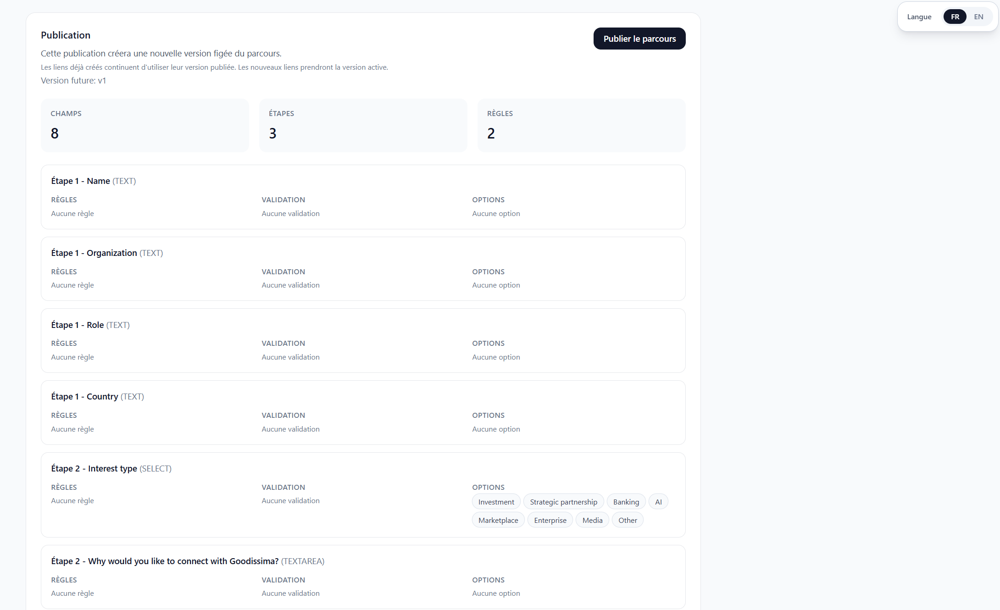 Langue FR EN
Publication
Publier le parcours
Cette publication créera une nouvelle version figée du parcours.
Les liens déjà créés continuent d'utiliser leur version publiée. Les nouveaux liens prendront la version active.
Version future: v1
CHAMPS
8
ÉTAPES
3
RÈGLES
2
Étape 1 - Name (TEXT)
RÈGLES
Aucune règle
VALIDATION
Aucune validation
OPTIONS
Aucune option
Étape 1 - Organization (TEXT)
RÈGLES
Aucune règle
VALIDATION
Aucune validation
OPTIONS
Aucune option
Étape 1 - Role (TEXT)
RÈGLES
Aucune règle
VALIDATION
Aucune validation
OPTIONS
Aucune option
Étape 1 - Country (TEXT)
RÈGLES
Aucune règle
VALIDATION
Aucune validation
OPTIONS
Aucune option
Étape 2 - Interest type (SELECT)
RÈGLES
Aucune règle
VALIDATION
Aucune validation
OPTIONS
Investment Strategic partnership Banking AI
Marketplace Enterprise Media Other
Étape 2 - Why would you like to connect with Goodissima? (TEXTAREA)
RÈGLES
Aucune règle
VALIDATION
Aucune validation
OPTIONS
Aucune option